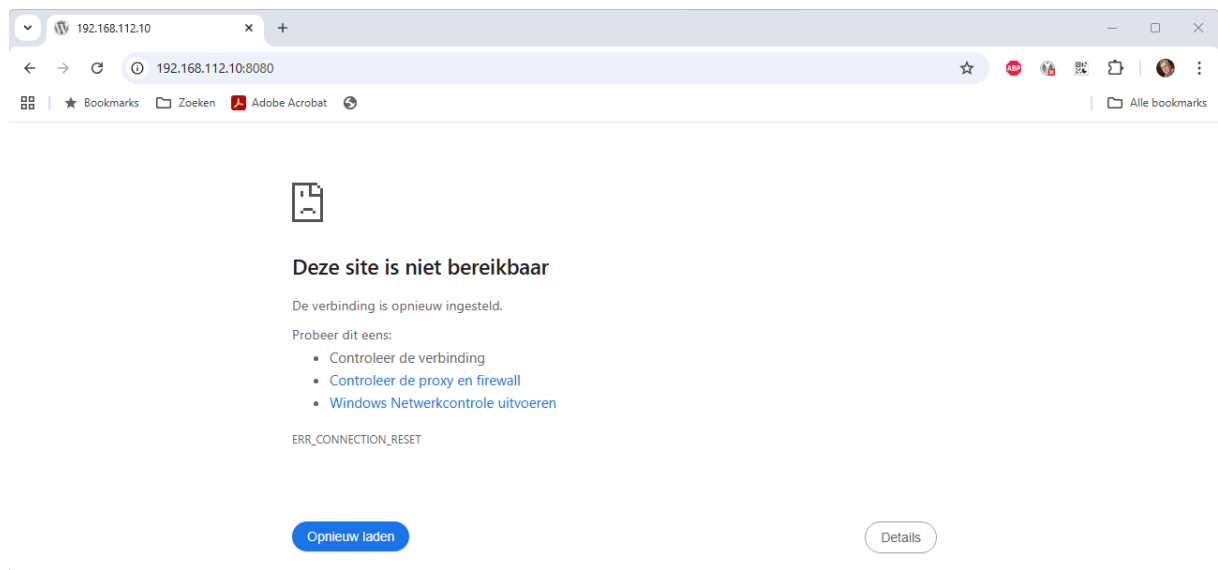 192.168.112.10
192.168.112.10:8080
ABP
Bookmarks Zoeken Adobe Acrobat Alle bookmarks
Deze site is niet bereikbaar
De verbinding is opnieuw ingesteld.
Probeer dit eens:
• Controleer de verbinding
• Controleer de proxy en firewall
• Windows Netwerkcontrole uitvoeren
ERR_CONNECTION_RESET
Opnieuw laden Details